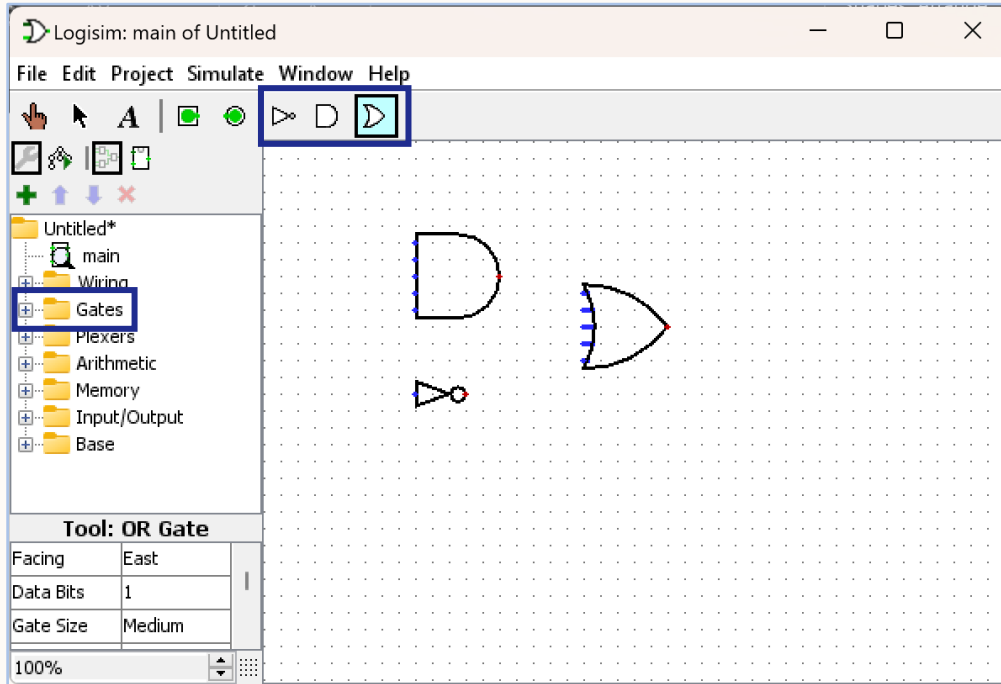 Logisim: main of Untitled
File Edit Project Simulate Window Help
A
Untitled*
main
Wiring
Gates
Plexers
Arithmetic
Memory
Input/Output
Base
Tool: OR Gate
Facing East
Data Bits 1
Gate Size Medium
100%